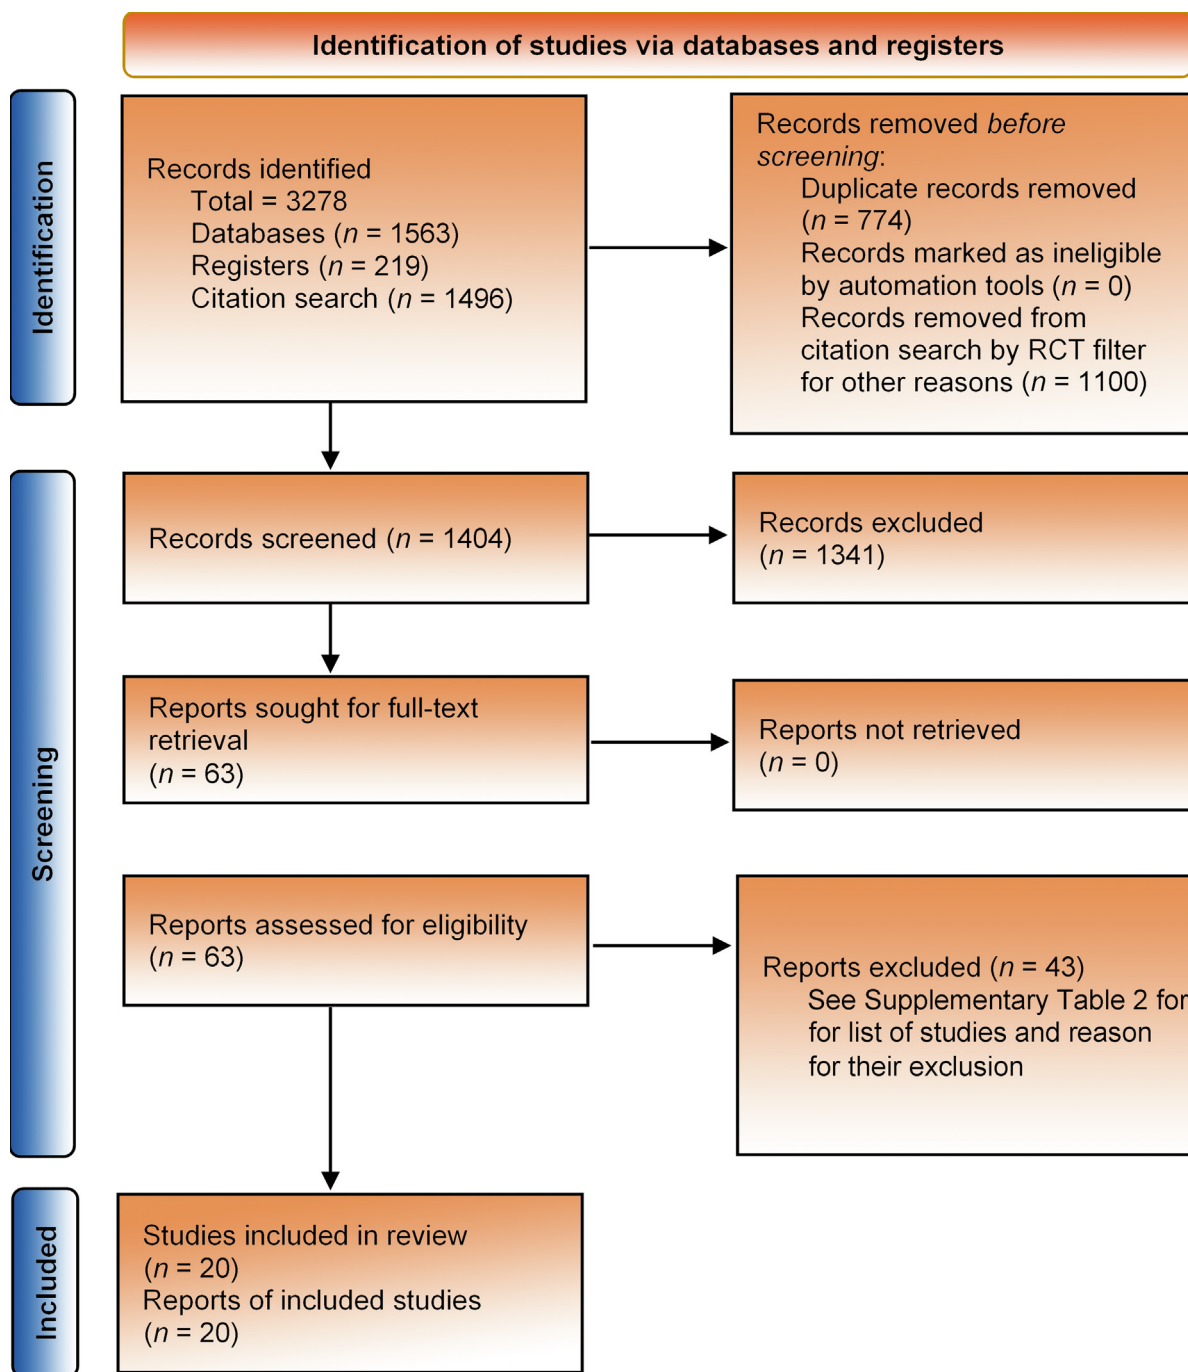 Identification of studies via databases and registers
Identification
Records identified
Total = 3278
Databases (n = 1563)
Registers (n = 219)
Citation search (n = 1496)
Records removed before
screening:
Duplicate records removed
(n = 774)
Records marked as ineligible
by automation tools (n = 0)
Records removed from
citation search by RCT filter
for other reasons (n = 1100)
Screening
Records screened (n = 1404)
Records excluded
(n = 1341)
Reports sought for full-text
retrieval
(n = 63)
Reports not retrieved
(n = 0)
Reports assessed for eligibility
(n = 63)
Reports excluded (n = 43)
See Supplementary Table 2 for
for list of studies and reason
for their exclusion
Included
Studies included in review
(n = 20)
Reports of included studies
(n = 20)